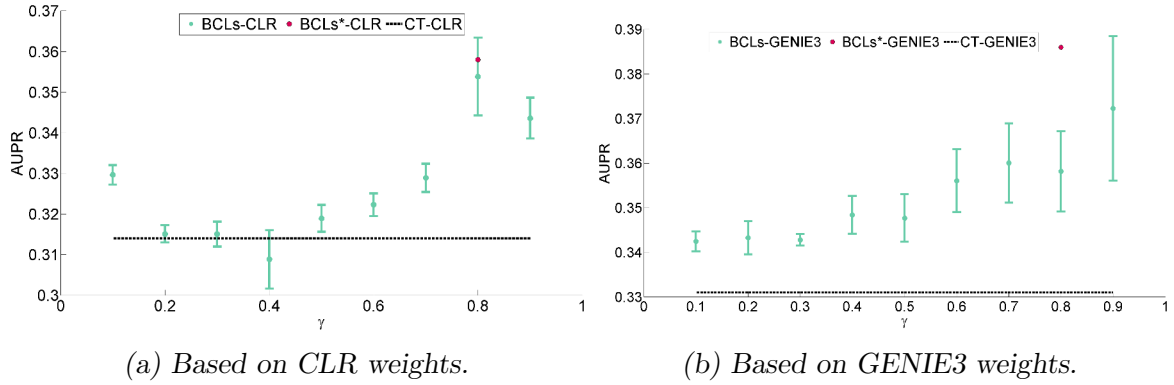 BCLs-CLR BCLs*-CLR CT-CLR
0.37
0.36
0.35
0.34
0.33
0.32
0.31
0.3
AUPR
0 0.2 0.4 0.6 0.8 1
γ
(a) Based on CLR weights.
BCLs-GENIE3 BCLs*-GENIE3 CT-GENIE3
0.39
0.38
0.37
0.36
0.35
0.34
0.33
AUPR
0 0.1 0.2 0.3 0.4 0.5 0.6 0.7 0.8 0.9 1
γ
(b) Based on GENIE3 weights.